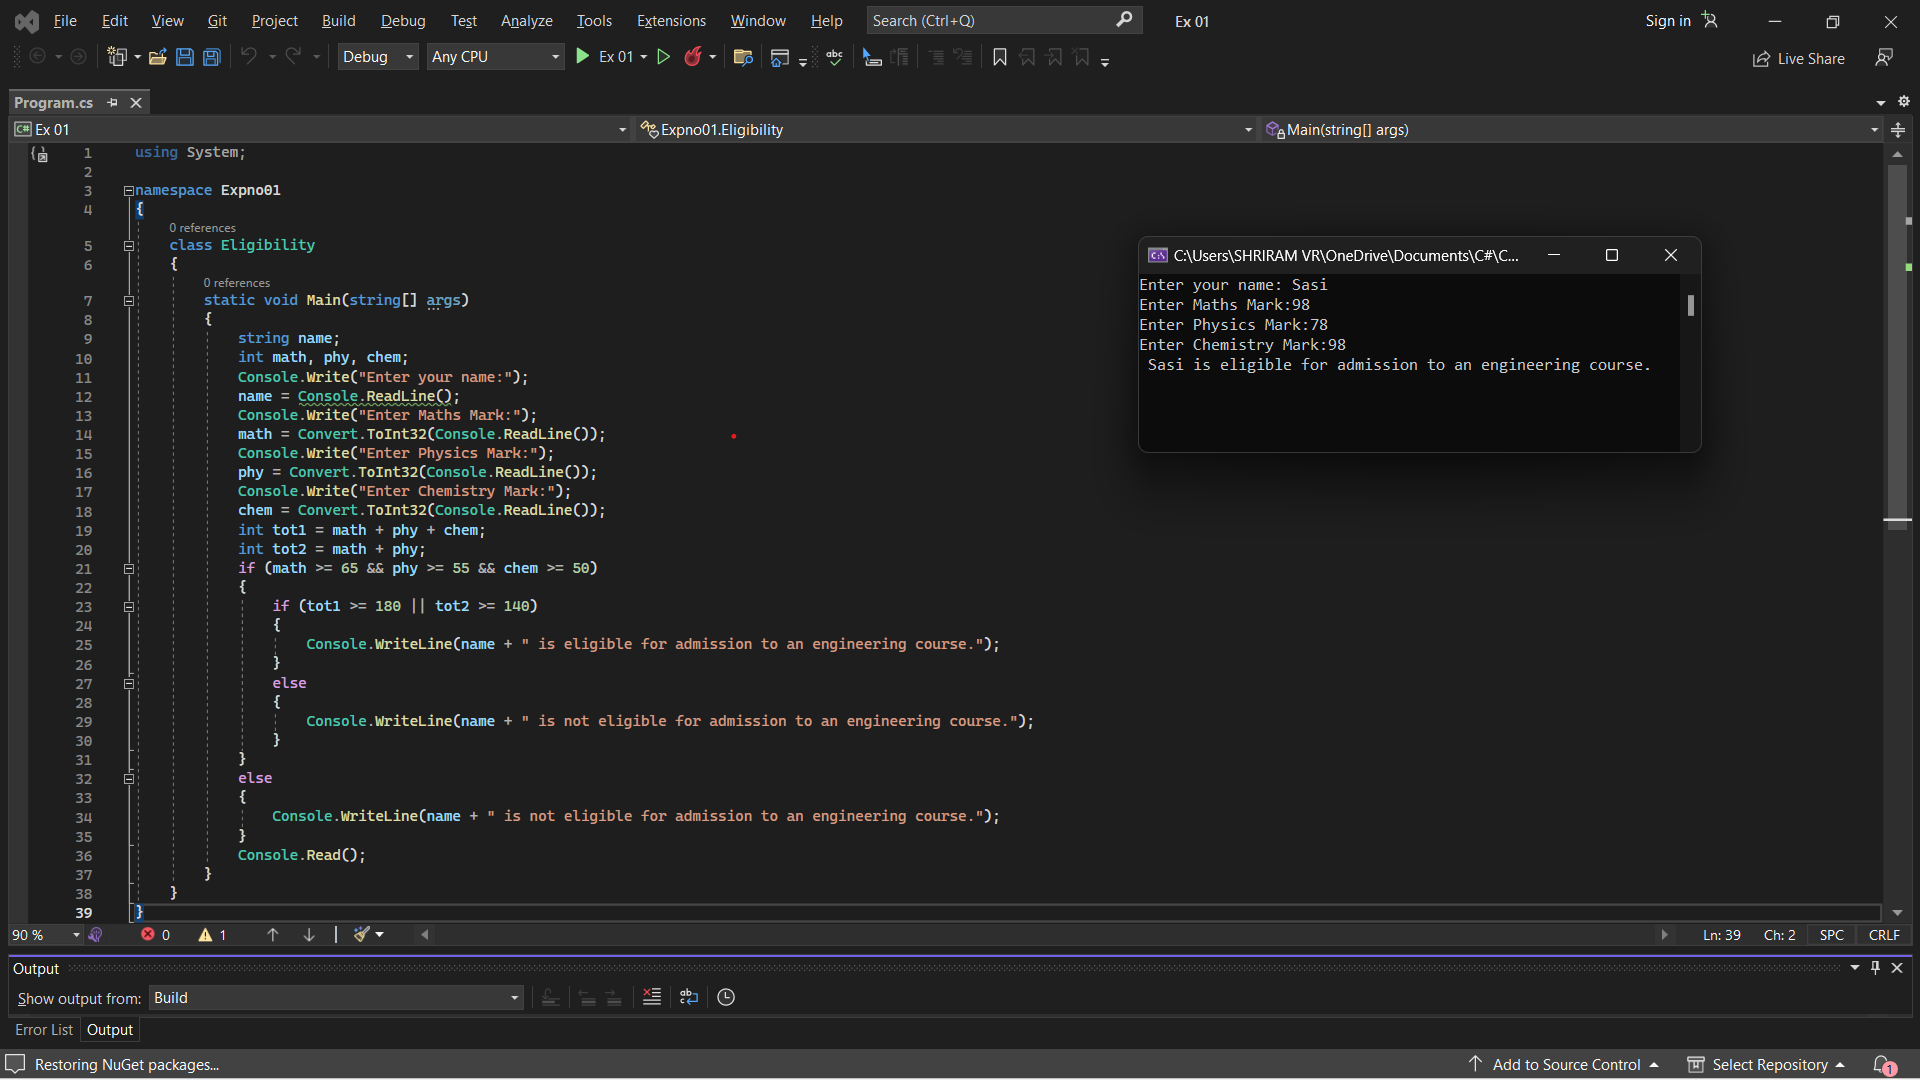 File Edit View Git Project Build Debug Test Analyze Tools Extensions Window Help Search (Ctrl+Q) Ex 01 Sign in
Debug Any CPU Ex 01 Live Share
Program.cs
Ex 01 Expno01.Eligibility Main(string[] args)
1 using System;
2
3 namespace Expno01
4 {
0 references
5 class Eligibility
6 {
0 references
7 static void Main(string[] args)
8 {
9 string name;
10 int math, phy, chem;
11 Console.Write("Enter your name:");
12 name = Console.ReadLine();
13 Console.Write("Enter Maths Mark:");
14 math = Convert.ToInt32(Console.ReadLine());
15 Console.Write("Enter Physics Mark:");
16 phy = Convert.ToInt32(Console.ReadLine());
17 Console.Write("Enter Chemistry Mark:");
18 chem = Convert.ToInt32(Console.ReadLine());
19 int tot1 = math + phy + chem;
20 int tot2 = math + phy;
21 if (math >= 65 && phy >= 55 && chem >= 50)
22 {
23 if (tot1 >= 180 || tot2 >= 140)
24 {
25 Console.WriteLine(name + " is eligible for admission to an engineering course.");
26 }
27 else
28 {
29 Console.WriteLine(name + " is not eligible for admission to an engineering course.");
30 }
31 }
32 else
33 {
34 Console.WriteLine(name + " is not eligible for admission to an engineering course.");
35 }
36 Console.Read();
37 }
38 }
39 }
C:\Users\SHRIRAM VR\OneDrive\Documents\C#\C...
Enter your name: Sasi
Enter Maths Mark:98
Enter Physics Mark:78
Enter Chemistry Mark:98
Sasi is eligible for admission to an engineering course.
90 % 0 1 Ln: 39 Ch: 2 SPC CRLF
Output
Show output from: Build
Error List Output
Restoring NuGet packages... Add to Source Control Select Repository 1